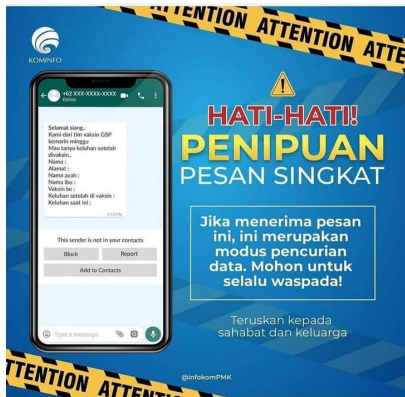 ATTENTION ATTENTION ATTE
KOMINFO
+62 XXX-XXXX-XXXX
Online
Selamat siang..
Kami dari tim vaksin GSP
kemarin minggu
Mau tanya keluhan setelah
divaksin..
Nama :
Alamat :
Nama ayah :
Nama ibu :
Vaksin ke :
Keluhan setelah di vaksin :
Keluhan saat ini :
3:13 PM
This sender is not in your contacts
Block
Report
Add to Contacts
Type a message
HATI-HATI!
PENIPUAN
PESAN SINGKAT
Jika menerima pesan
ini, ini merupakan
modus pencurian
data. Mohon untuk
selalu waspada!
Teruskan kepada
sahabat dan keluarga
@infokomPMK
TTENTION ATTENTION